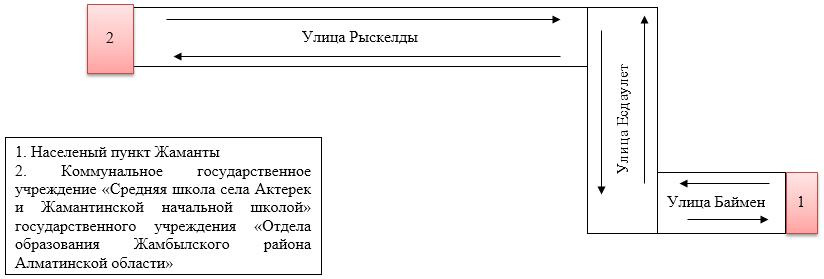 2
Улица Рыскелды
Улица Есдаулет
Улица Баймен
1
1. Населеный пункт Жаманты
2. Коммунальное государственное
учреждение «Средняя школа села Актерек
и Жамантинской начальной школой»
государственного учреждения «Отдела
образования Жамбылского района
Алматинской области»